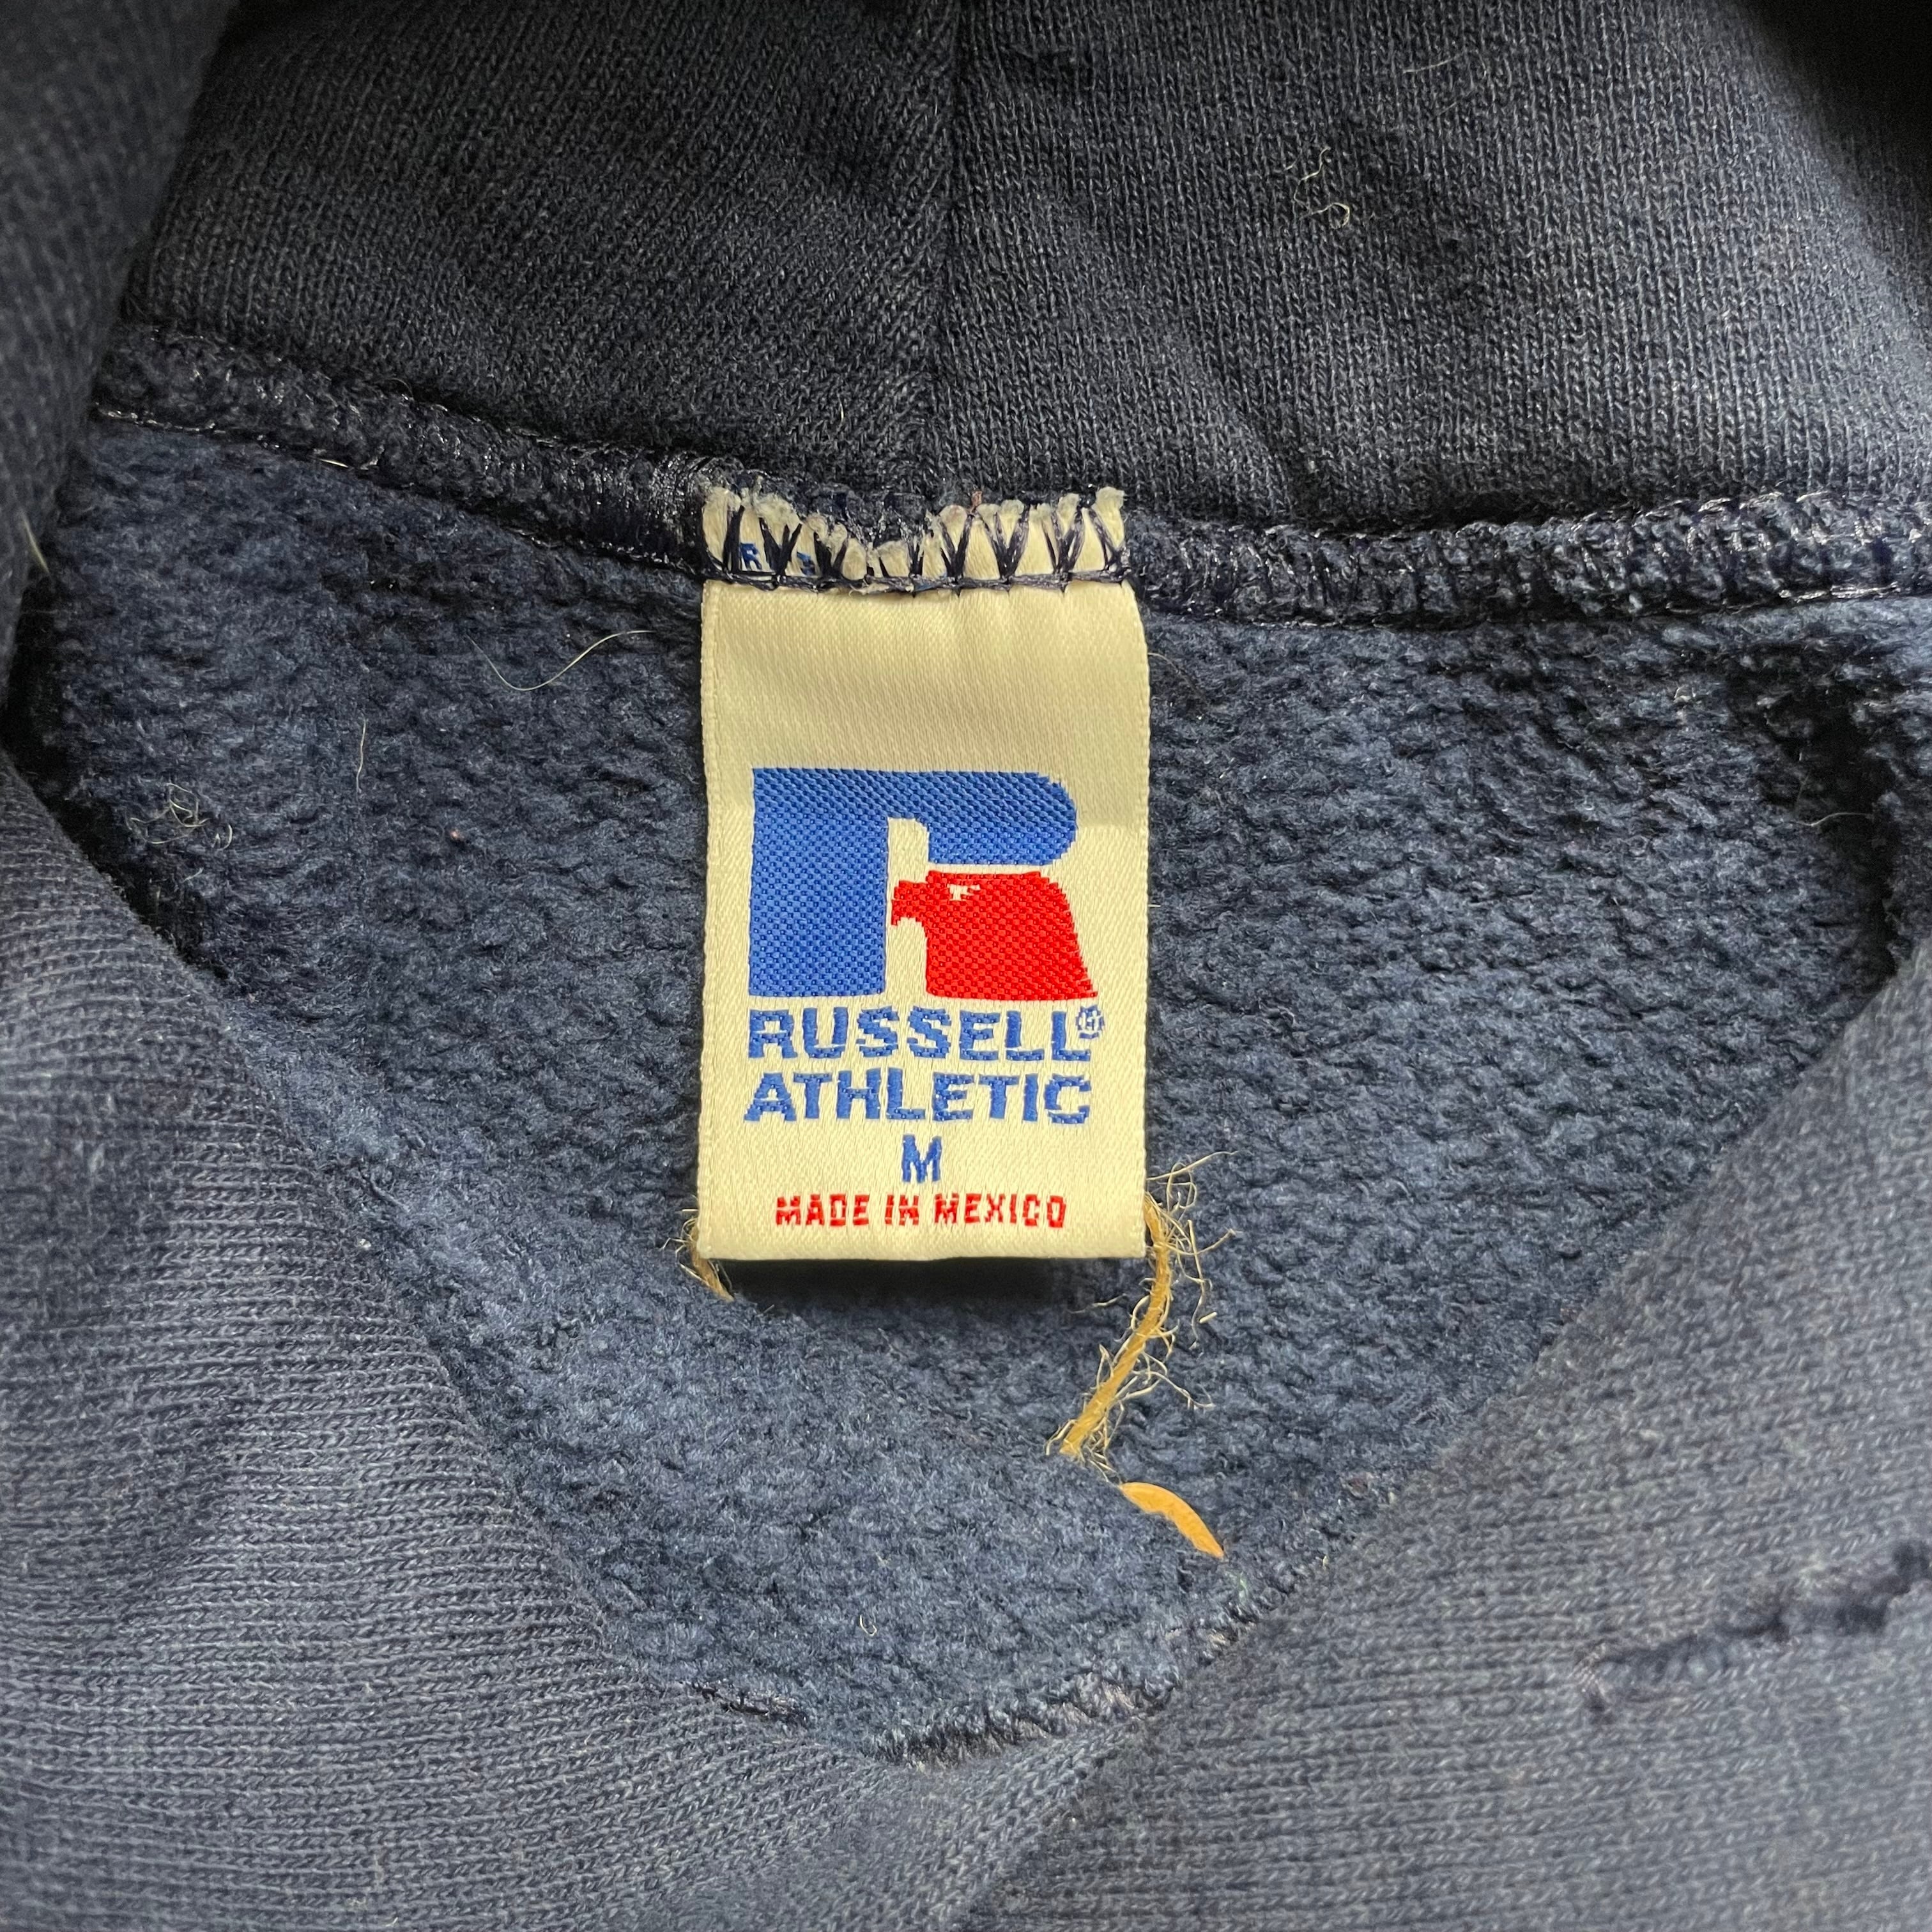 R
RUSSELL®
ATHLETIC
M
MADE IN MEXICO